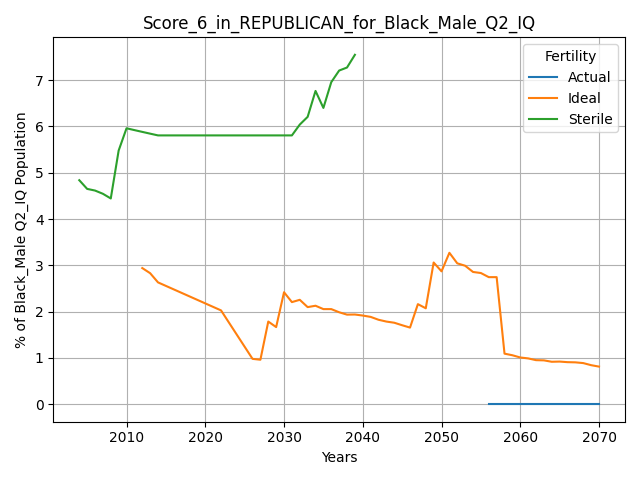 Score_6_in_REPUBLICAN_for_Black_Male_Q2_IQ
% of Black_Male Q2_IQ Population
7
6
5
4
3
2
1
0
Fertility
Actual
Ideal
Sterile
2010 2020 2030 2040 2050 2060 2070
Years